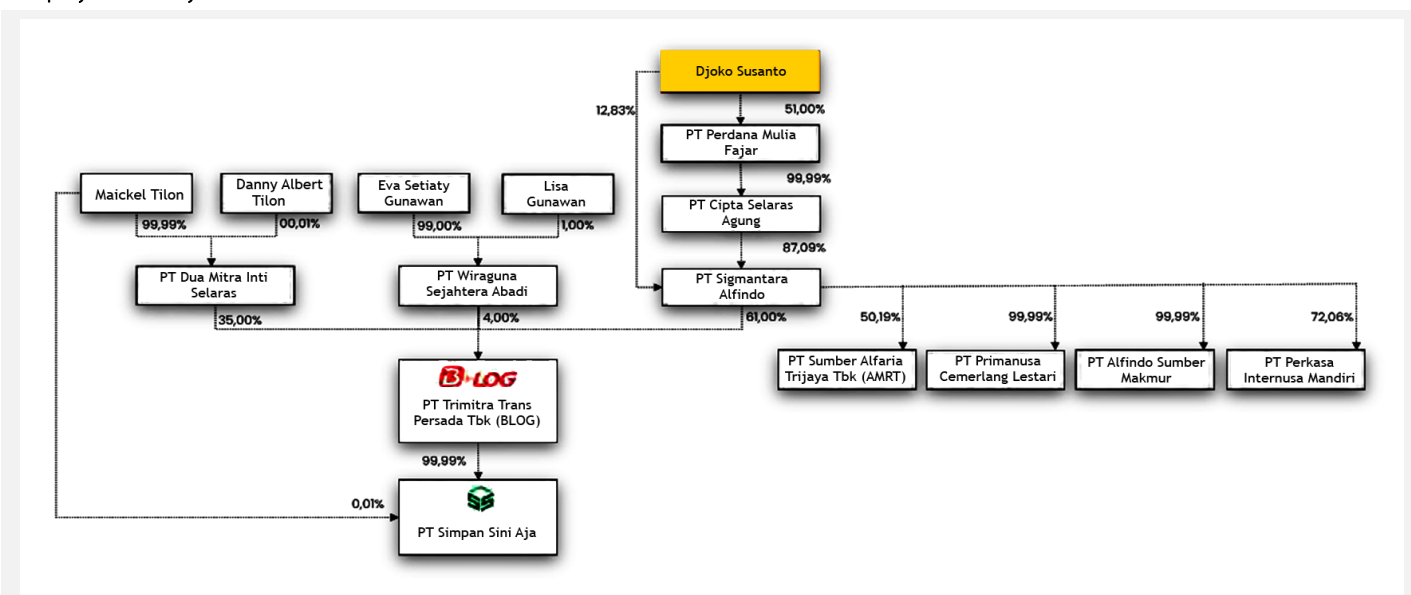 Djoko Susanto
12,83%
51,00%
PT Perdana Mulia
Fajar
99,99%
Maickel Tilon
Danny Albert
Tilon
Eva Setiaty
Gunawan
Lisa
Gunawan
PT Cipta Selaras
Agung
99,99%
00,01%
99,00%
1,00%
87,09%
PT Dua Mitra Inti
Selaras
PT Wiraguna
Sejahtera Abadi
PT Sigmantara
Alfindo
35,00%
4,00%
61,00%
50,19%
99,99%
99,99%
72,06%
PT Sumber Alfaria
Trijaya Tbk (AMRT)
PT Primanusa
Cemerlang Lestari
PT Alfindo Sumber
Makmur
PT Perkasa
Internusa Mandiri
B-LOG
PT Trimitra Trans
Persada Tbk (BLOG)
99,99%
0,01%
PT Simpan Sini Aja